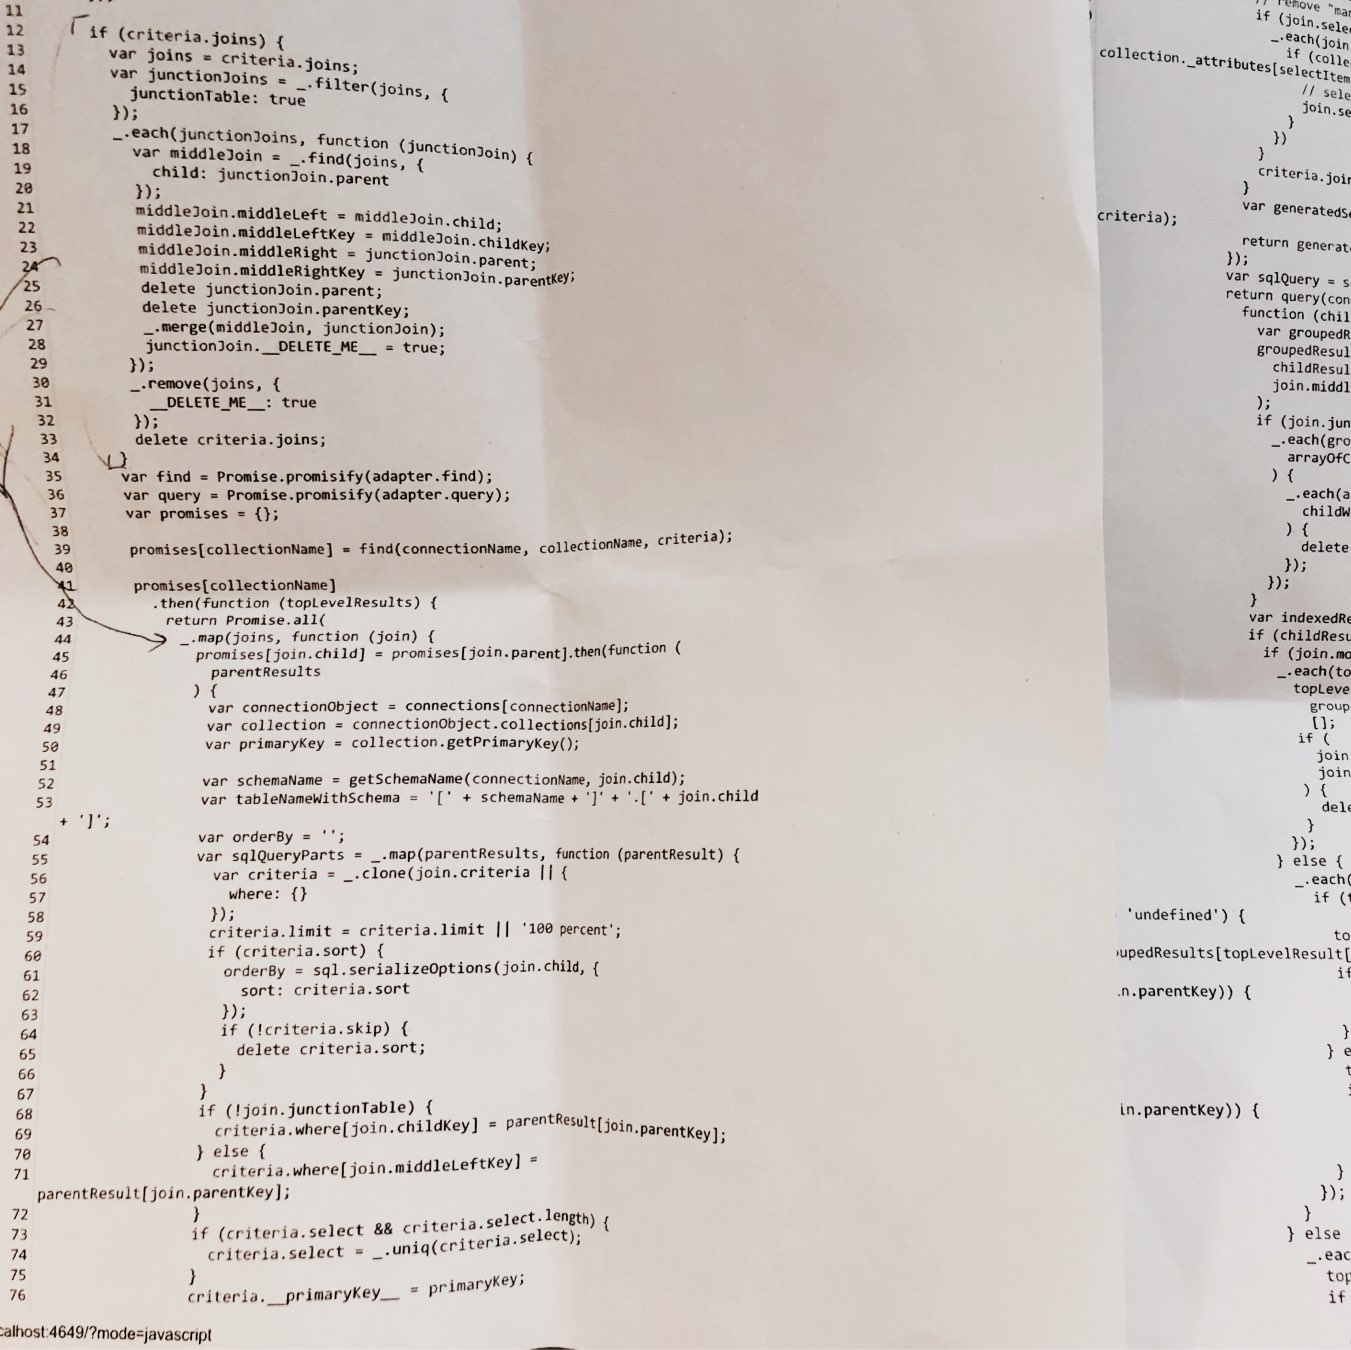 11
12 if (criteria.joins) {
13 var joins = criteria.joins;
14 var junctionJoins = _.filter(joins, {
15 junctionTable: true
16 });
17 _.each(junctionJoins, function (junctionJoin) {
18 var middleJoin = _.find(joins, {
19 child: junctionJoin.parent
20 });
21 middleJoin.middleLeft = middleJoin.child;
22 middleJoin.middleLeftKey = middleJoin.childKey;
23 middleJoin.middleRight = junctionJoin.parent;
24 middleJoin.middleRightKey = junctionJoin.parentKey;
25 delete junctionJoin.parent;
26 delete junctionJoin.parentKey;
27 _.merge(middleJoin, junctionJoin);
28 junctionJoin.__DELETE_ME__ = true;
29 });
30 _.remove(joins, {
31 __DELETE_ME__: true
32 });
33 delete criteria.joins;
34 }
35 var find = Promise.promisify(adapter.find);
36 var query = Promise.promisify(adapter.query);
37 var promises = {};
38
39 promises[collectionName] = find(connectionName, collectionName, criteria);
40
41 promises[collectionName]
42 .then(function (topLevelResults) {
43 return Promise.all(
44 _.map(joins, function (join) {
45 promises[join.child] = promises[join.parent].then(function (
46 parentResults
47 ) {
48 var connectionObject = connections[connectionName];
49 var collection = connectionObject.collections[join.child];
50 var primaryKey = collection.getPrimaryKey();
51
52 var schemaName = getSchemaName(connectionName, join.child);
53 var tableNameWithSchema = '[' + schemaName + ']' + '.[' + join.child
+ ']';
54 var orderBy = '';
55 var sqlQueryParts = _.map(parentResults, function (parentResult) {
56 var criteria = _.clone(join.criteria || {
57 where: {}
58 });
59 criteria.limit = criteria.limit || '100 percent';
60 if (criteria.sort) {
61 orderBy = sql.serializeOptions(join.child, {
62 sort: criteria.sort
63 });
64 if (!criteria.skip) {
65 delete criteria.sort;
66 }
67 }
68 if (!join.junctionTable) {
69 criteria.where[join.childKey] = parentResult[join.parentKey];
70 } else {
71 criteria.where[join.middleLeftKey] =
parentResult[join.parentKey];
72 }
73 if (criteria.select && criteria.select.length) {
74 criteria.select = _.uniq(criteria.select);
75 }
76 criteria.__primaryKey__ = primaryKey;
calhost:4649/?mode=javascript
// remove "mar
if (join.selec
_.each(join
if (colle
collection._attributes[selectItem
// sele
join.se
}
})
}
criteria.join
}
var generatedSe
criteria);
return generate
});
var sqlQuery = s
return query(con
function (chil
var groupedR
groupedResul
childResul
join.middl
);
if (join.jun
_.each(gro
arrayOfC
) {
_.each(a
childW
) {
delete
});
});
}
var indexedRe
if (childResu
if (join.mo
_.each(to
topLeve
group
[];
if (
join
join
) {
dele
}
});
} else {
_.each(
if (t
'undefined') {
to
upedResults[topLevelResult[
if
n.parentKey)) {
}
} e
t
in.parentKey)) {
}
});
}
} else
_.eac
top
if